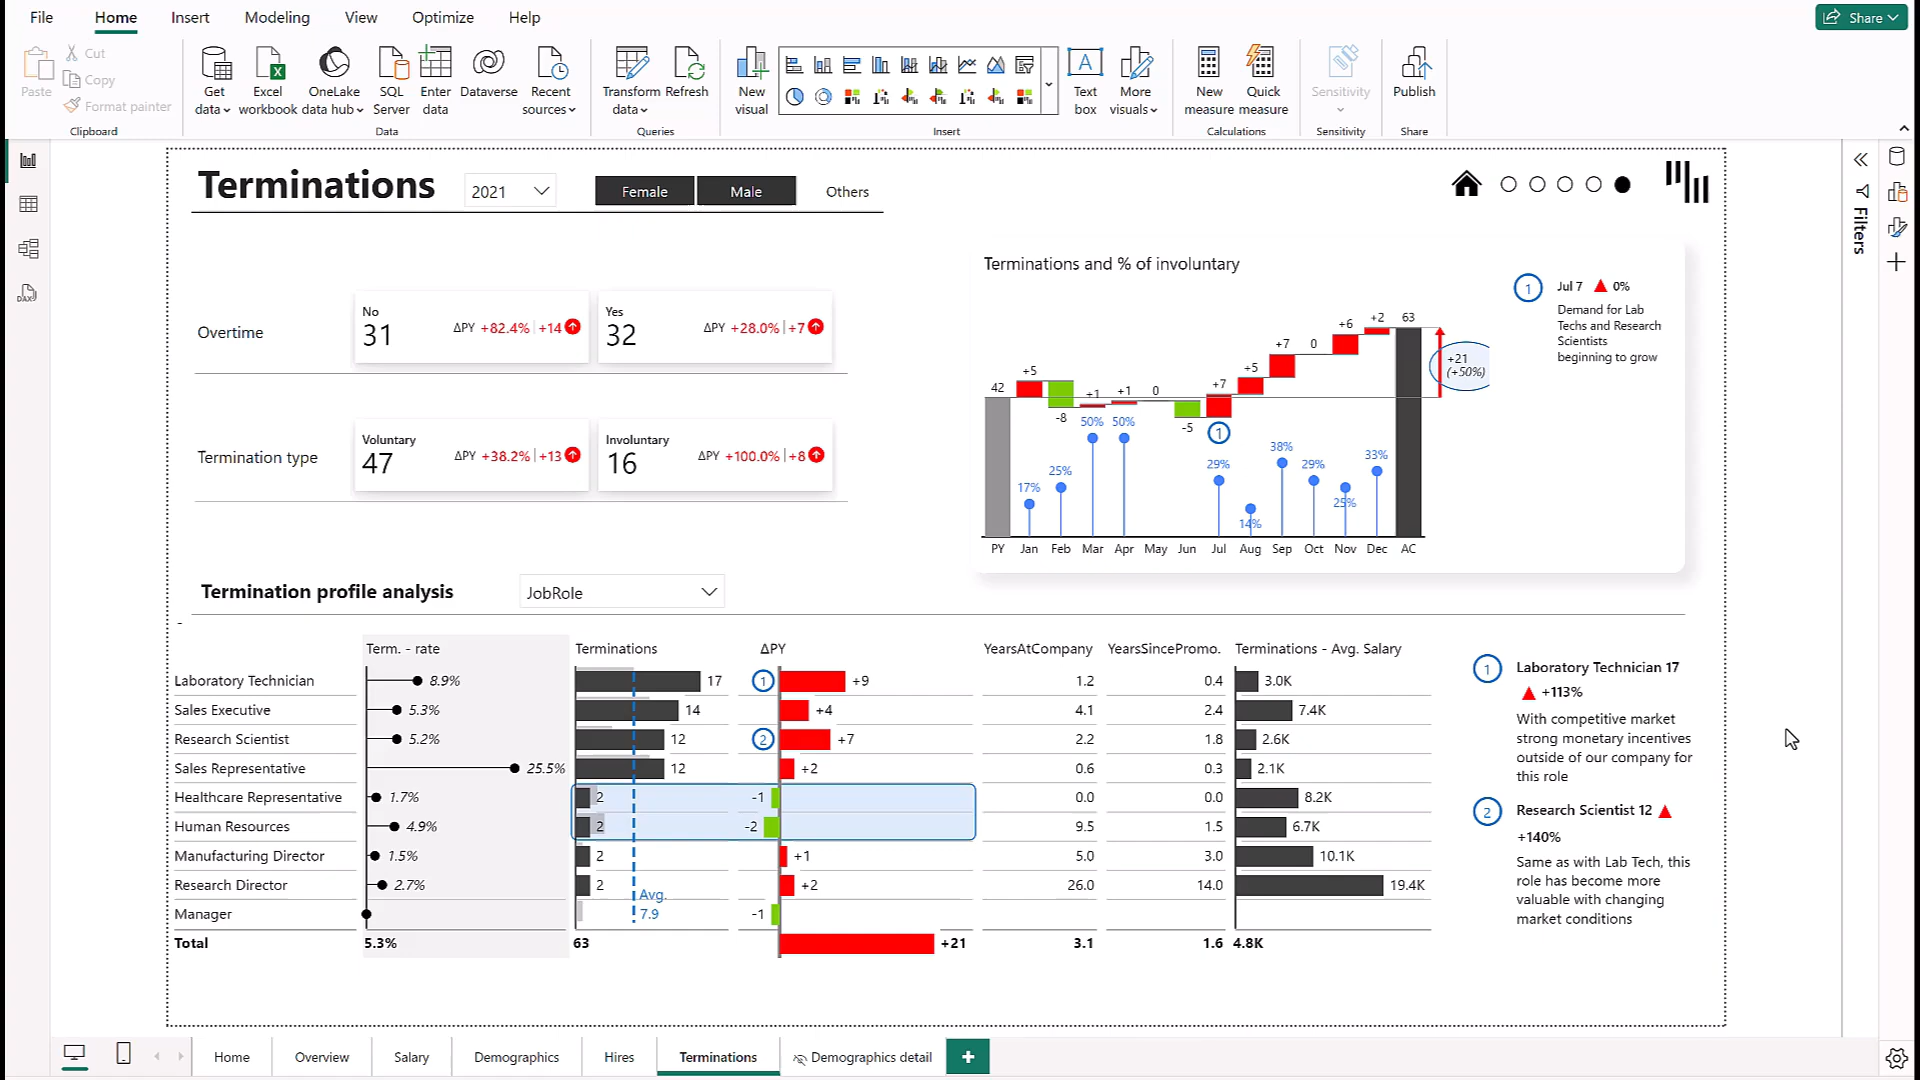 File Home Insert Modeling View Optimize Help Share
Paste Cut Copy Format painter
Get data Excel workbook OneLake data hub SQL Server Enter data Dataverse Recent sources Transform data Refresh New visual Text box More visuals New measure Quick measure Sensitivity Publish
Clipboard Data Queries Insert Calculations Sensitivity Share
Terminations 2021 Female Male Others
Filters
Overtime
No
31 ΔPY +82.4% +14
Yes
32 ΔPY +28.0% +7
Termination type
Voluntary
47 ΔPY +38.2% +13
Involuntary
16 ΔPY +100.0% +8
Terminations and % of involuntary
42 +5 -8 +1 +1 0 -5 +7 +5 +7 0 +6 +2 63
+21
(+50%)
1
17% 25% 50% 50% 29% 14% 38% 29% 25% 33%
PY Jan Feb Mar Apr May Jun Jul Aug Sep Oct Nov Dec AC
1 Jul 7 0%
Demand for Lab
Techs and Research
Scientists
beginning to grow
Termination profile analysis JobRole
-
Term. - rate Terminations ΔPY YearsAtCompany YearsSincePromo. Terminations - Avg. Salary
Laboratory Technician 8.9% 17 1 +9 1.2 0.4 3.0K
Sales Executive 5.3% 14 +4 4.1 2.4 7.4K
Research Scientist 5.2% 12 2 +7 2.2 1.8 2.6K
Sales Representative 25.5% 12 +2 0.6 0.3 2.1K
Healthcare Representative 1.7% 2 -1 0.0 0.0 8.2K
Human Resources 4.9% 2 -2 9.5 1.5 6.7K
Manufacturing Director 1.5% 2 +1 5.0 3.0 10.1K
Research Director 2.7% 2 +2 26.0 14.0 19.4K
Avg.
Manager 7.9 -1
Total 5.3% 63 +21 3.1 1.6 4.8K
1 Laboratory Technician 17
+113%
With competitive market
strong monetary incentives
outside of our company for
this role
2 Research Scientist 12
+140%
Same as with Lab Tech, this
role has become more
valuable with changing
market conditions
Home Overview Salary Demographics Hires Terminations Demographics detail +